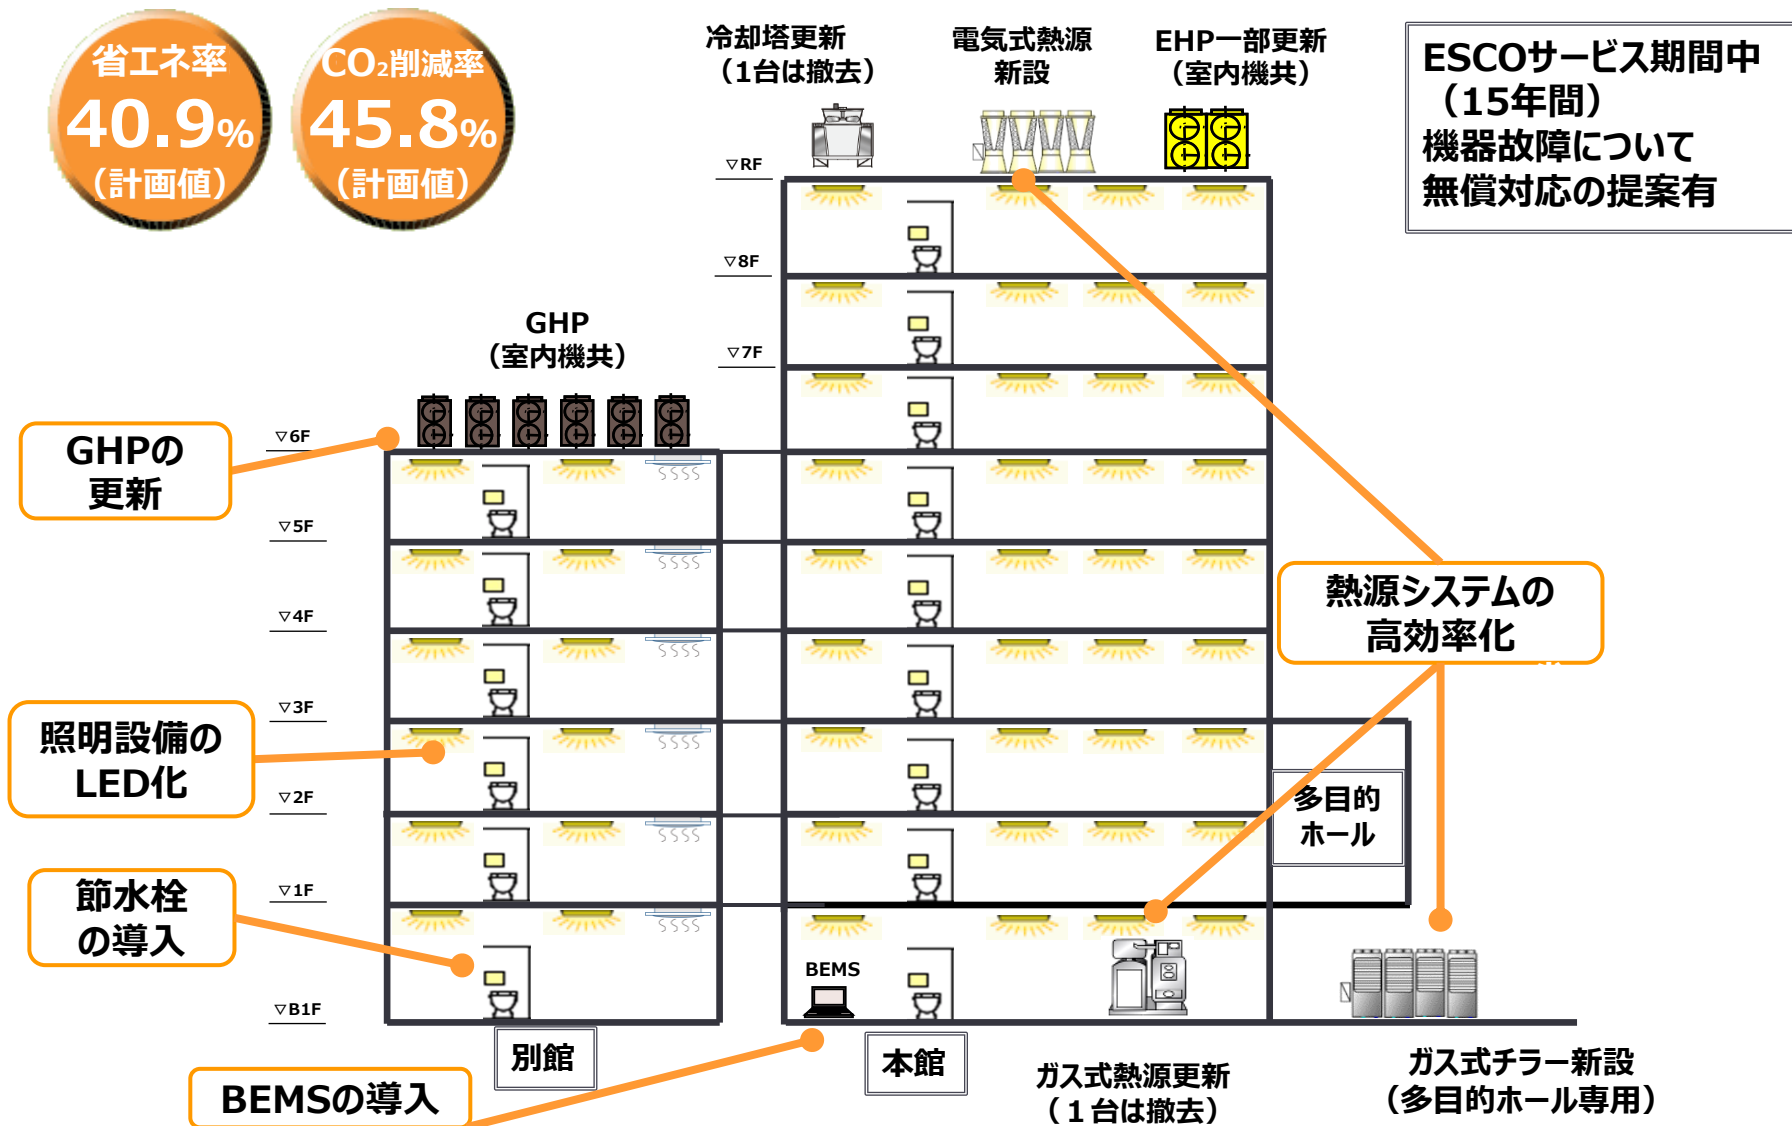 省エネ率
40.9%
(計画値)
CO₂削減率
45.8%
(計画値)
冷却塔更新
(1台は撤去)
電気式熱源
新設
EHP一部更新
(室内機共)
ESCOサービス期間中
(15年間)
機器故障について
無償対応の提案有
▽RF
▽8F
▽7F
GHP
(室内機共)
▽6F
GHPの
更新
▽5F
▽4F
熱源システムの
高効率化
▽3F
照明設備の
LED化
▽2F
多目的
ホール
▽1F
節水栓
の導入
BEMS
▽B1F
別館
本館
BEMSの導入
ガス式熱源更新
(1台は撤去)
ガス式チラー新設
(多目的ホール専用)